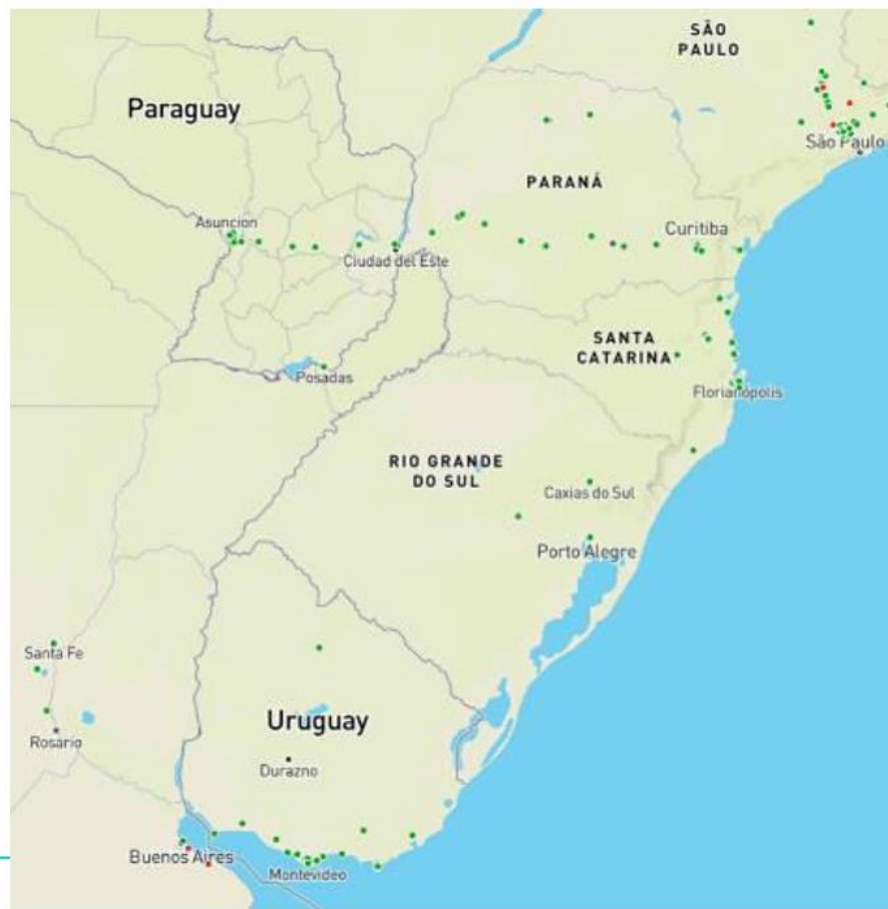 SÃO
PAULO
Paraguay
São Paulo
PARANÁ
Asuncion
Curitiba
Ciudad del Este
SANTA
CATARINA
Posadas
Florianópolis
RIO GRANDE
DO SUL
Caxias do Sul
Porto Alegre
Santa Fe
Uruguay
Rosario
Durazno
Buenos Aires
Montevideo